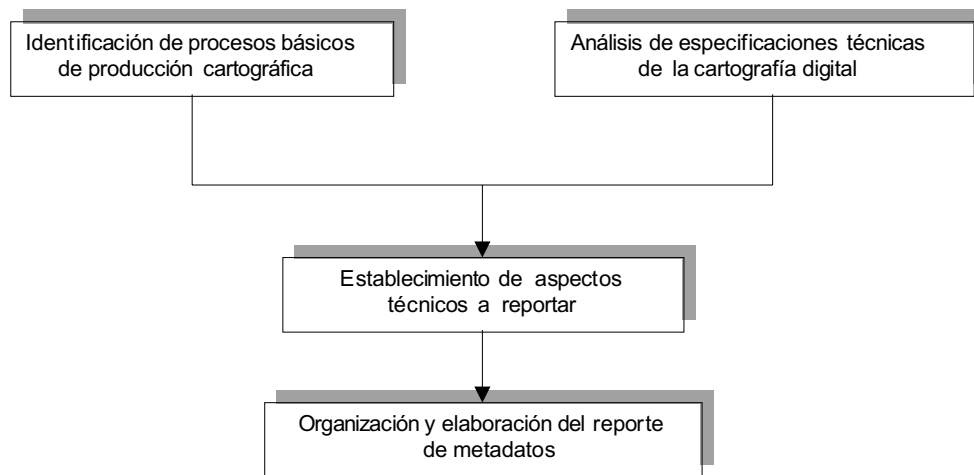 Identificación de procesos básicos
de producción cartográfica
Análisis de especificaciones técnicas
de la cartografía digital
Establecimiento de aspectos
técnicos a reportar
Organización y elaboración del reporte
de metadatos